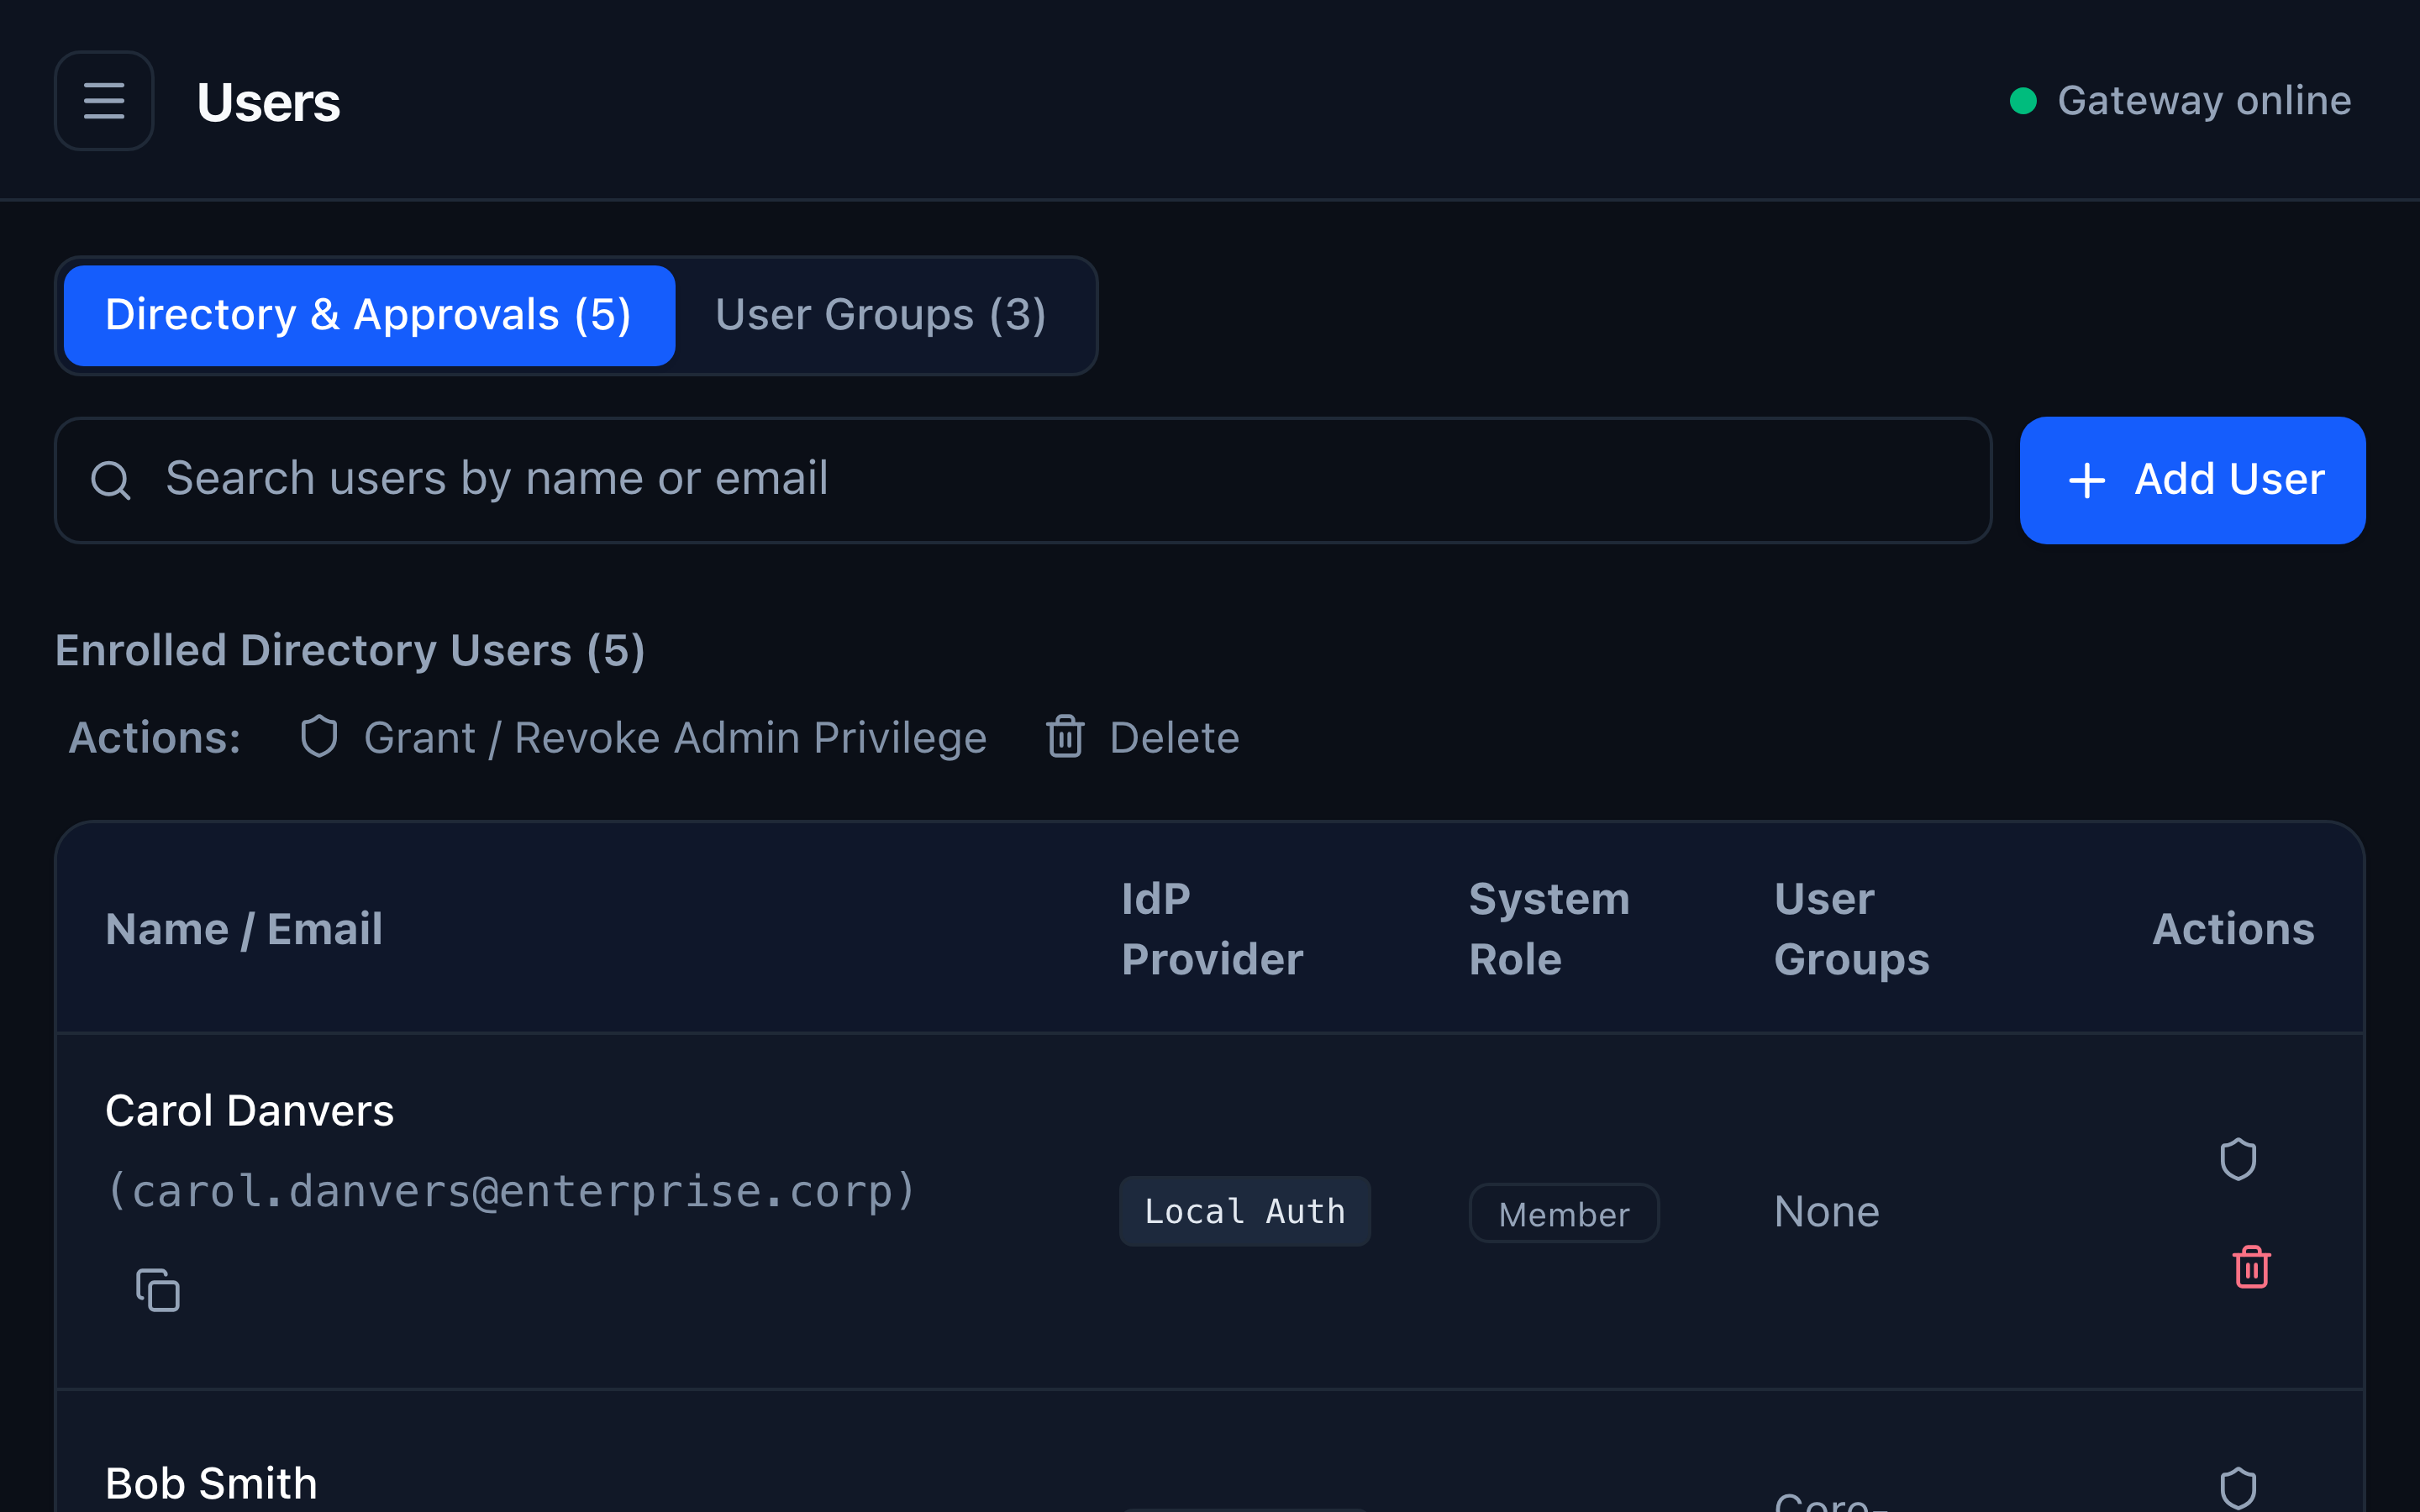 Users
Gateway online
Directory & Approvals (5)
User Groups (3)
Search users by name or email
Add User
Enrolled Directory Users (5)
Actions:
Grant / Revoke Admin Privilege
Delete
Name / Email
IdP
Provider
System
Role
User
Groups
Actions
Carol Danvers
(carol.danvers@enterprise.corp)
Local Auth
Member
None
Bob Smith